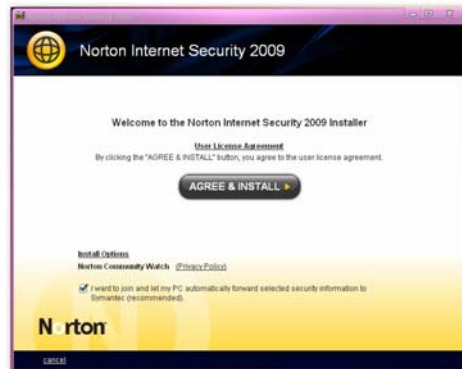 Norton Internet Security 2009
Welcome to the Norton Internet Security 2009 Installer
User License Agreement
By clicking the "AGREE & INSTALL" button, you agree to the user license agreement.
AGREE & INSTALL
Install Options
Norton Community Watch (Privacy Policy)
I want to join and let my PC automatically forward selected security information to
Symantec (recommended).
Norton
cancel